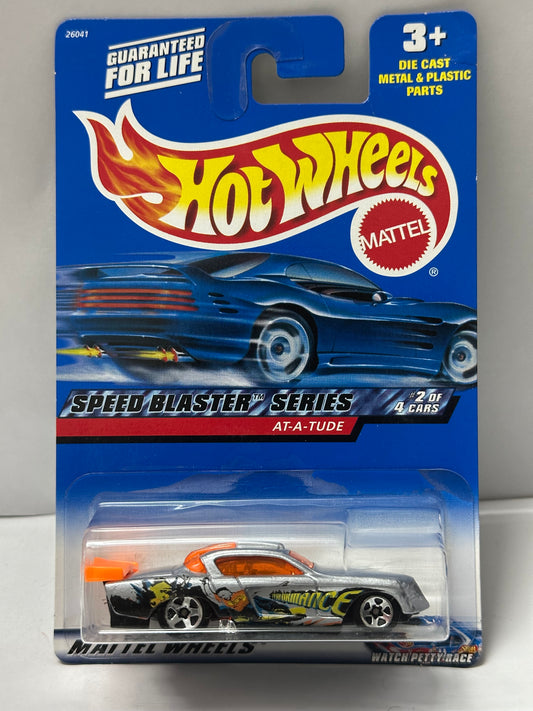 26041
GUARANTEED
FOR LIFE
3+
DIE CAST
METAL & PLASTIC
PARTS
HOT WHEELS
MATTEL
®
SPEED BLASTER™ SERIES
#2 OF
4 CARS
AT-A-TUDE
MATTEL WHEELS
WATCH PETTY RACE